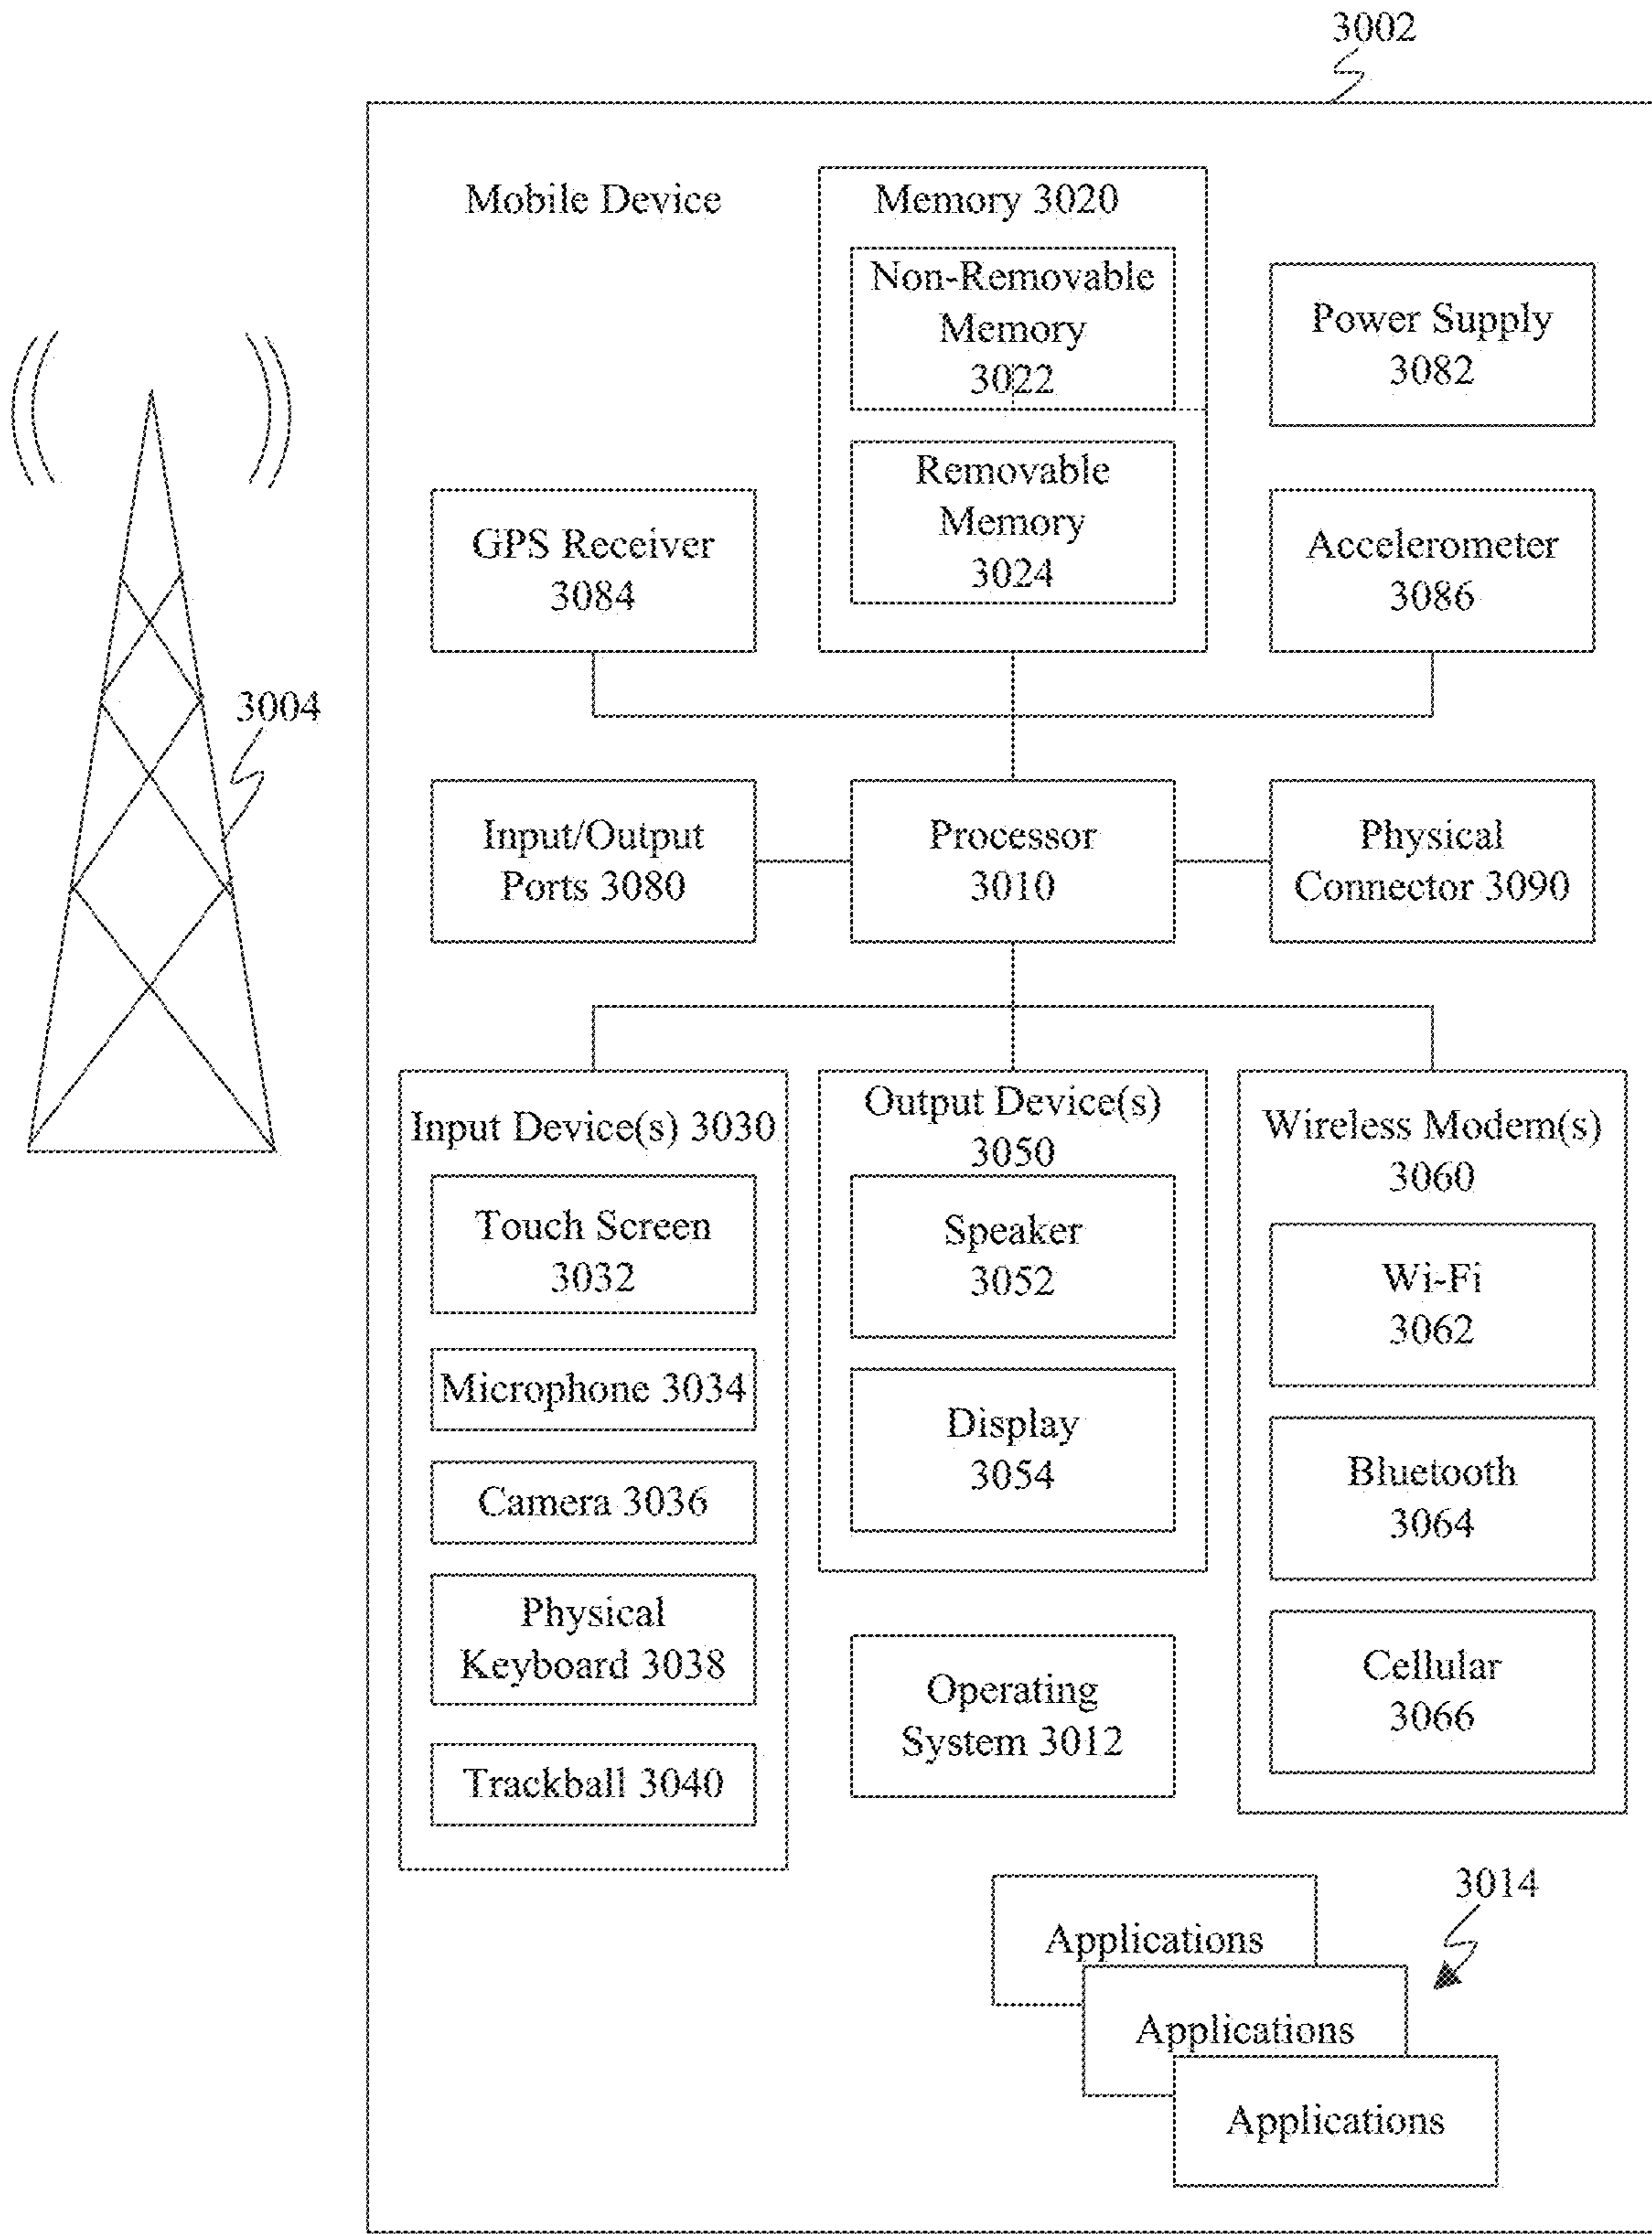 3002
Mobile Device
Memory 3020
Non-Removable
Memory
3022
Power Supply
3082
Removable
Memory
3024
GPS Receiver
3084
Accelerometer
3086
3004
Input/Output
Ports 3080
Processor
3010
Physical
Connector 3090
Input Device(s) 3030
Touch Screen
3032
Microphone 3034
Camera 3036
Physical
Keyboard 3038
Trackball 3040
Output Device(s)
3050
Speaker
3052
Display
3054
Operating
System 3012
Wireless Modem(s)
3060
Wi-Fi
3062
Bluetooth
3064
Cellular
3066
3014
Applications
Applications
Applications